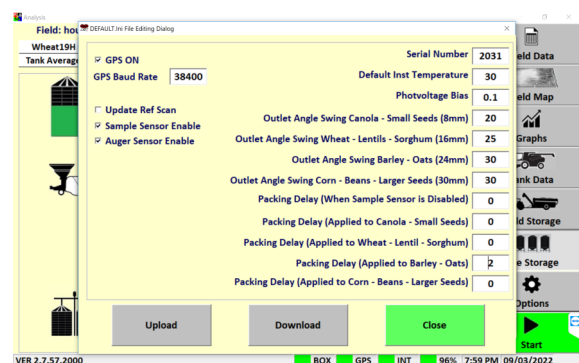 Analysis
DEFAULT.Ini File Editing Dialog
Field: hou
Wheat19H
Tank Average
GPS ON
GPS Baud Rate 38400
Update Ref Scan
Sample Sensor Enable
Auger Sensor Enable
Serial Number 2031
Default Inst Temperature 30
Photvoltage Bias 0.1
Outlet Angle Swing Canola - Small Seeds (8mm) 20
Outlet Angle Swing Wheat - Lentils - Sorghum (16mm) 25
Outlet Angle Swing Barley - Oats (24mm) 30
Outlet Angle Swing Corn - Beans - Larger Seeds (30mm) 30
Packing Delay (When Sample Sensor is Disabled) 0
Packing Delay (Applied to Canola - Small Seeds) 0
Packing Delay (Applied to Wheat - Lentil - Sorghum) 0
Packing Delay (Applied to Barley - Oats) 2
Packing Delay (Applied to Corn - Beans - Larger Seeds) 0
Upload
Download
Close
eld Data
eld Map
Graphs
ank Data
ld Storage
e Storage
Options
Start
VER 2.7.57.2000
BOX GPS INT 96% 7:59 PM 09/03/2022